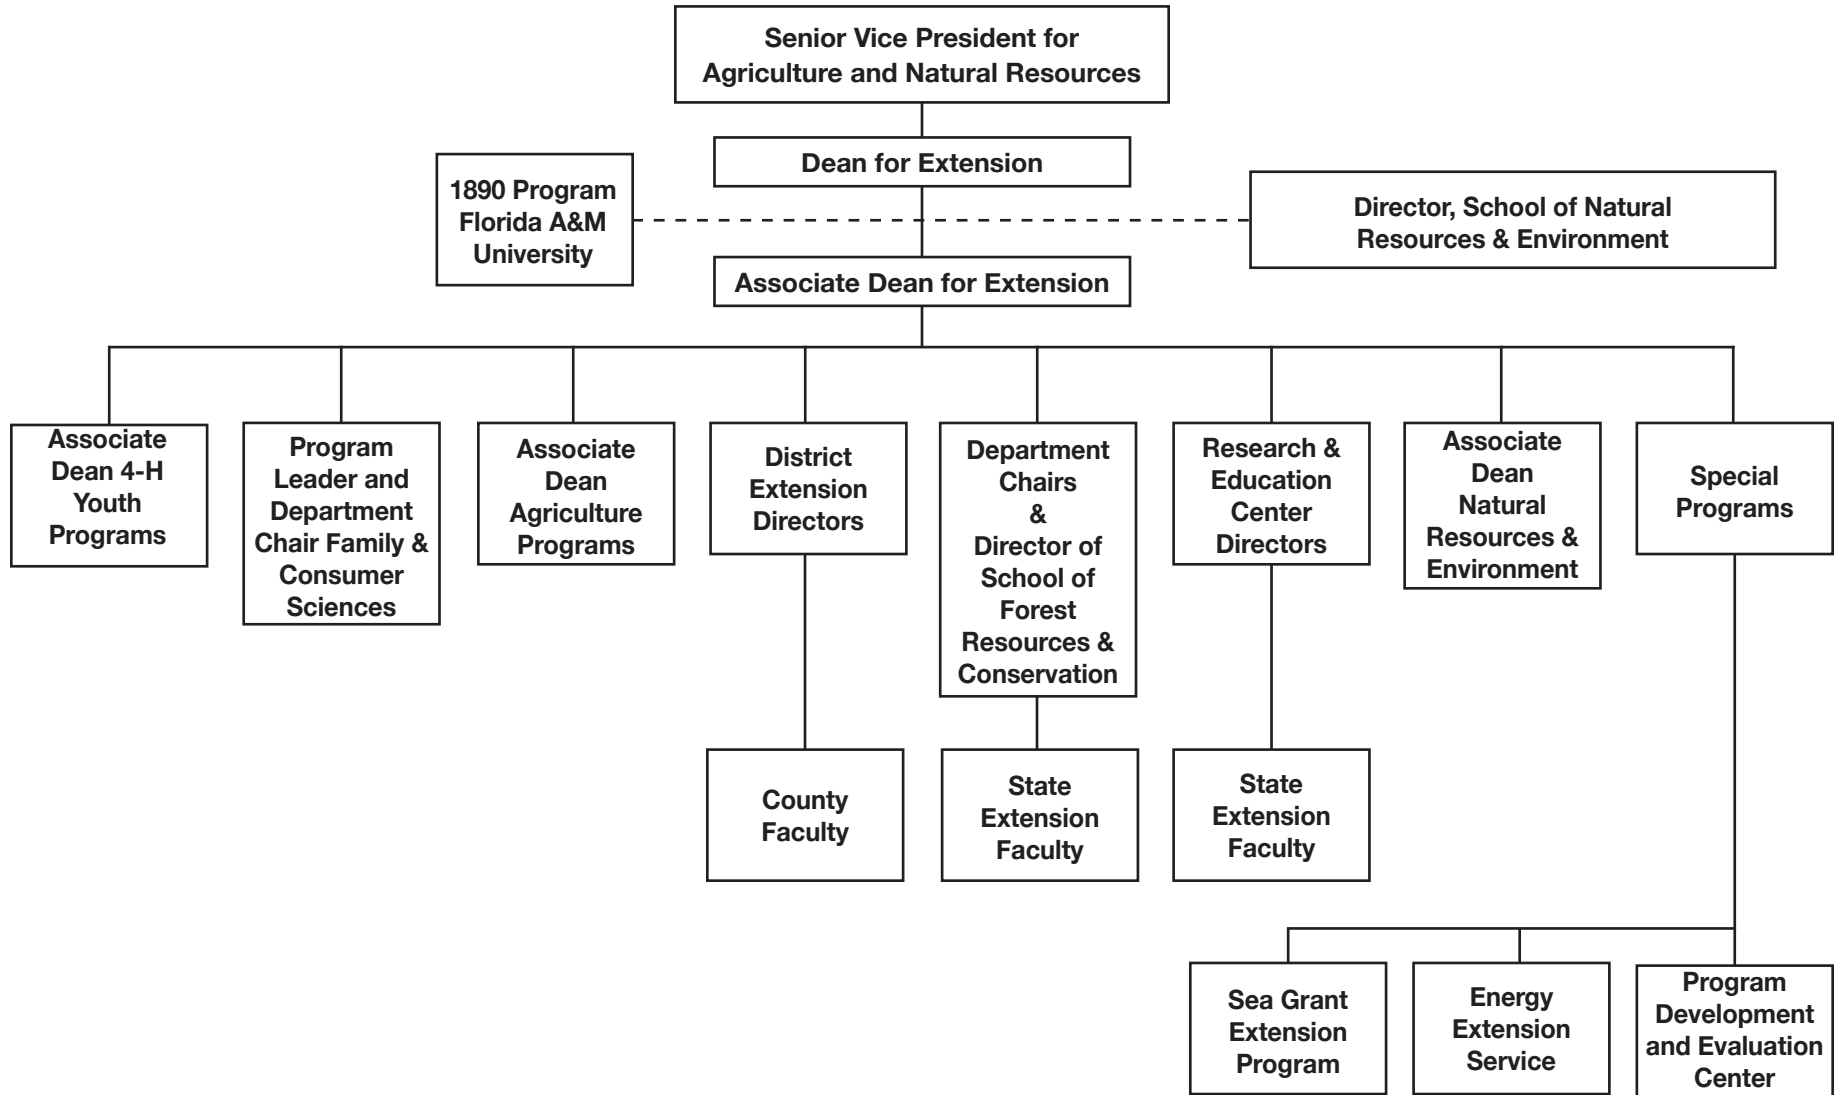 Senior Vice President for
Agriculture and Natural Resources
Dean for Extension
1890 Program
Florida A&M
University
Director, School of Natural
Resources & Environment
Associate Dean for Extension
Associate
Dean 4-H
Youth
Programs
Program
Leader and
Department
Chair Family &
Consumer
Sciences
Associate
Dean
Agriculture
Programs
District
Extension
Directors
Department
Chairs
&
Director of
School of
Forest
Resources &
Conservation
Research &
Education
Center
Directors
Associate
Dean
Natural
Resources &
Environment
Special
Programs
County
Faculty
State
Extension
Faculty
State
Extension
Faculty
Sea Grant
Extension
Program
Energy
Extension
Service
Program
Development
and Evaluation
Center